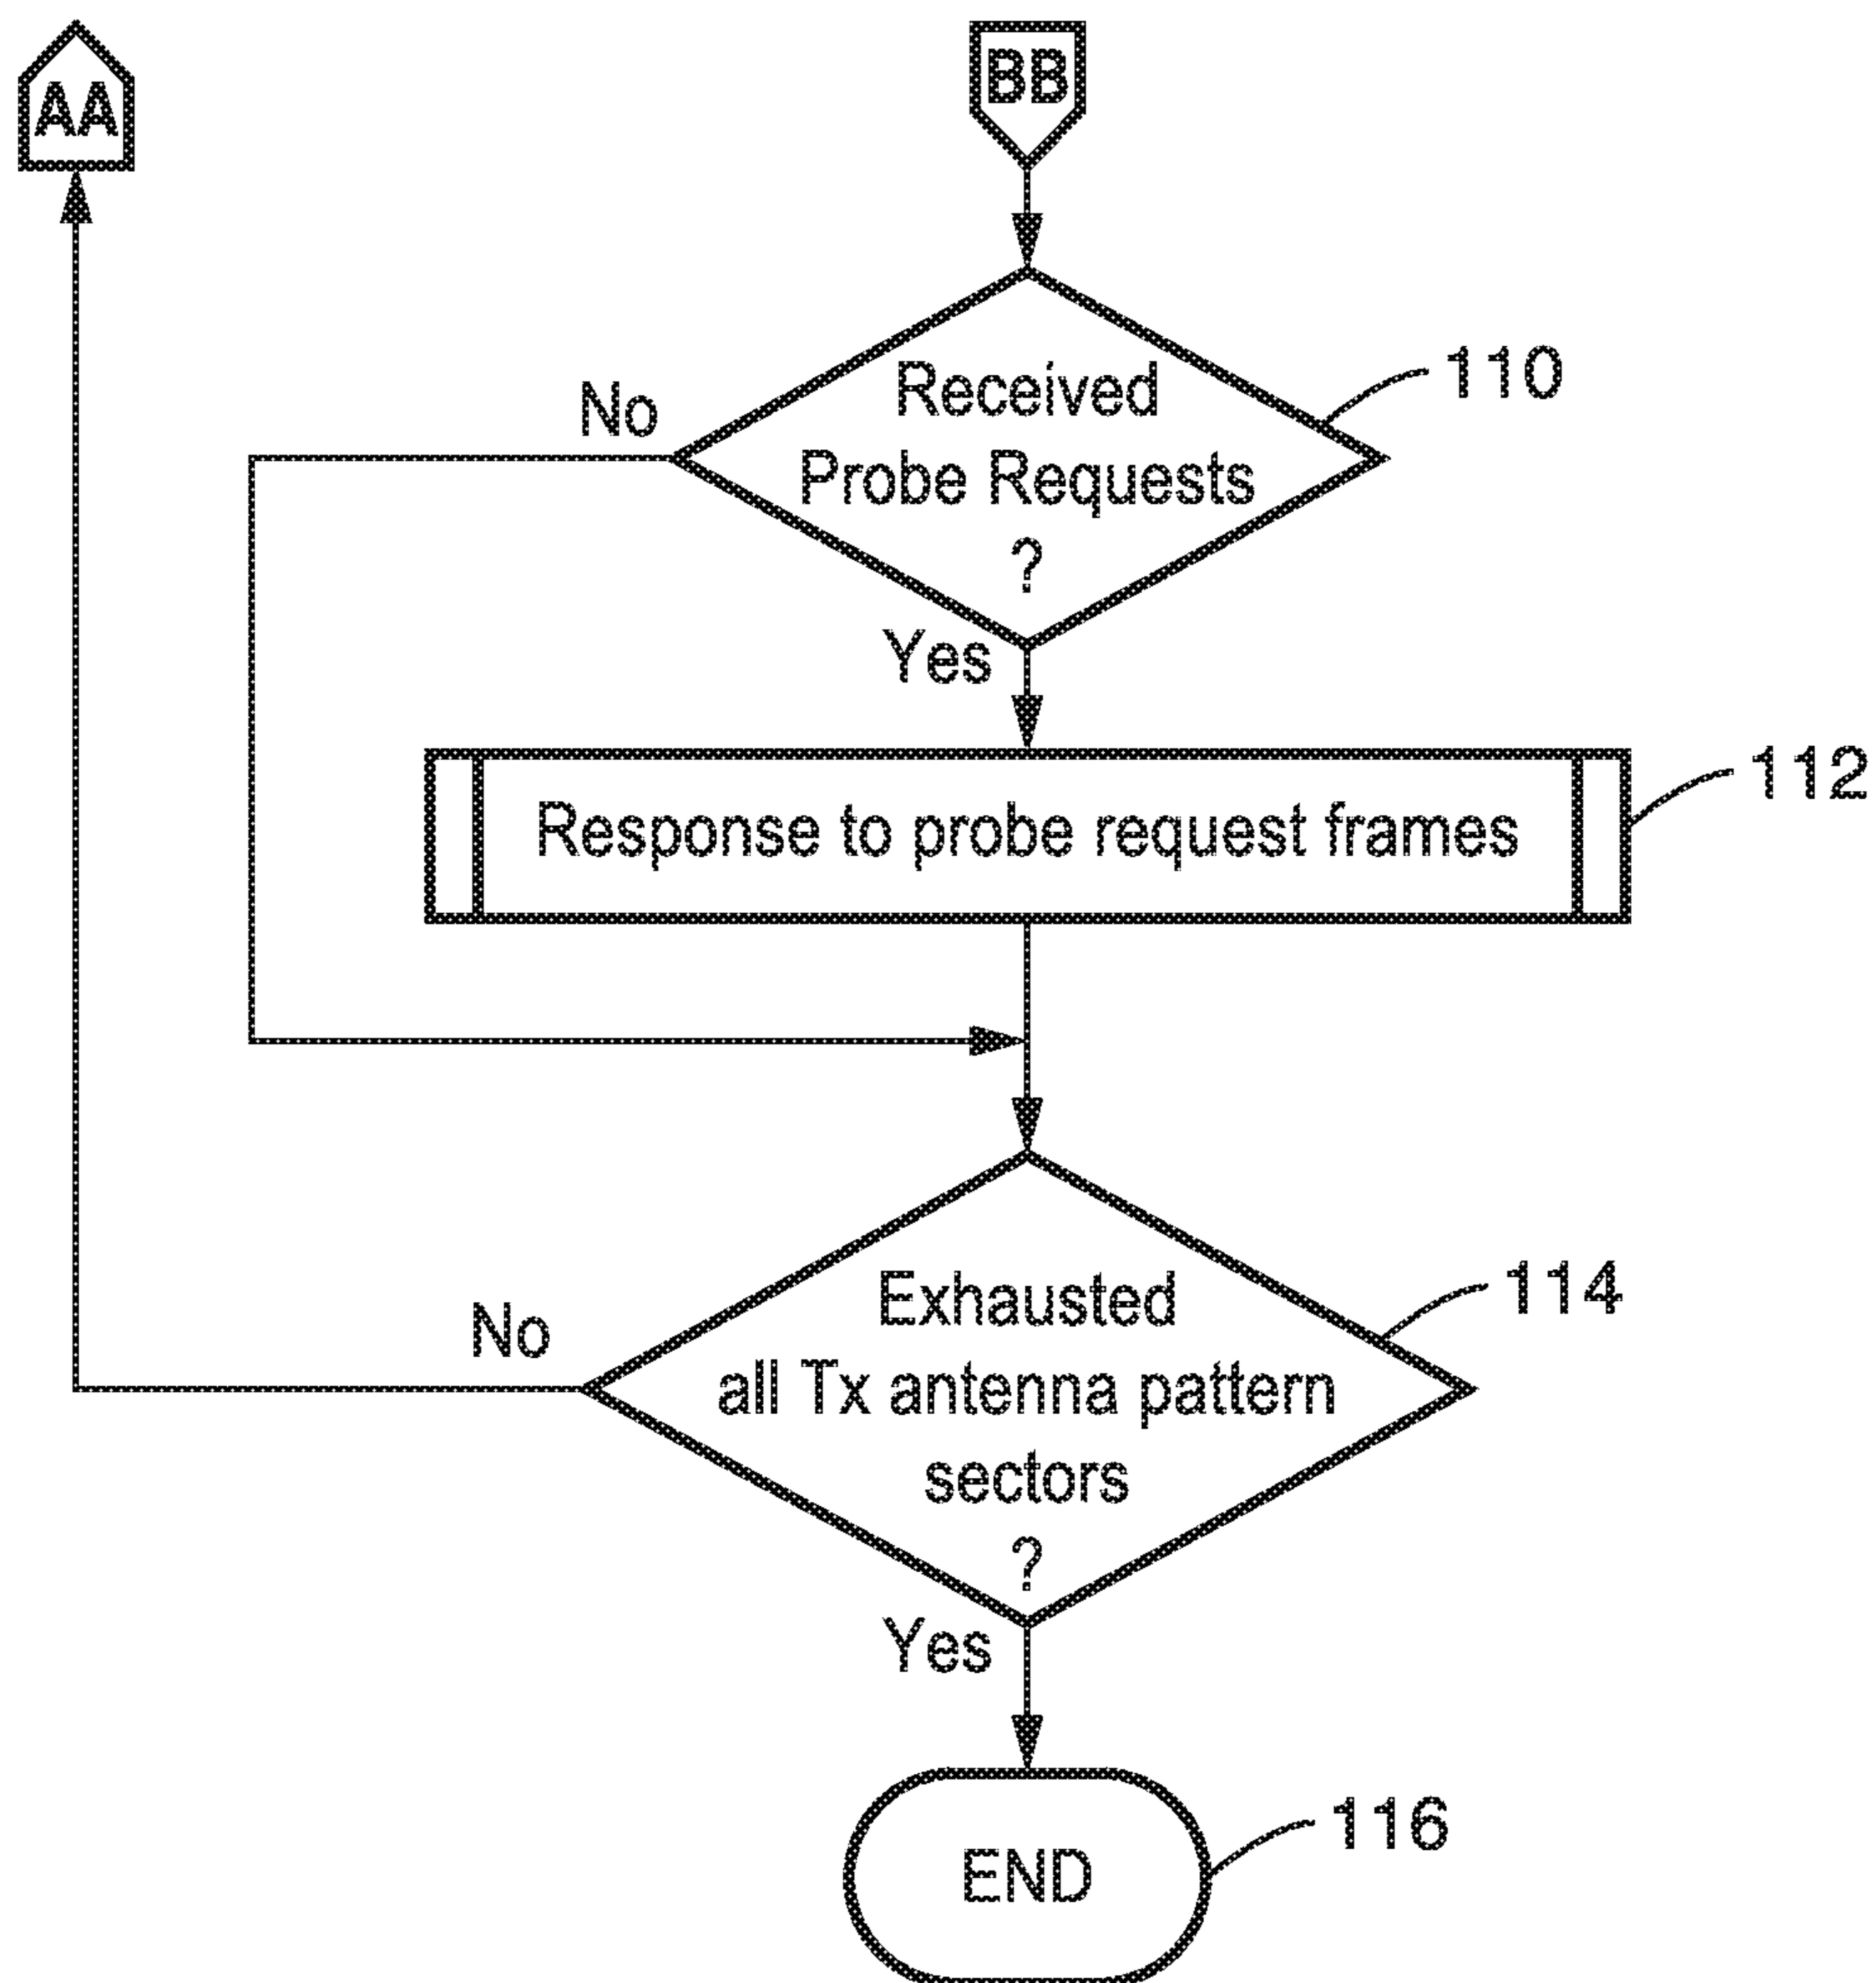 AA
BB
Received
Probe Requests
?
110
No
Yes
Response to probe request frames
112
Exhausted
all Tx antenna pattern
sectors
?
114
No
Yes
END
116